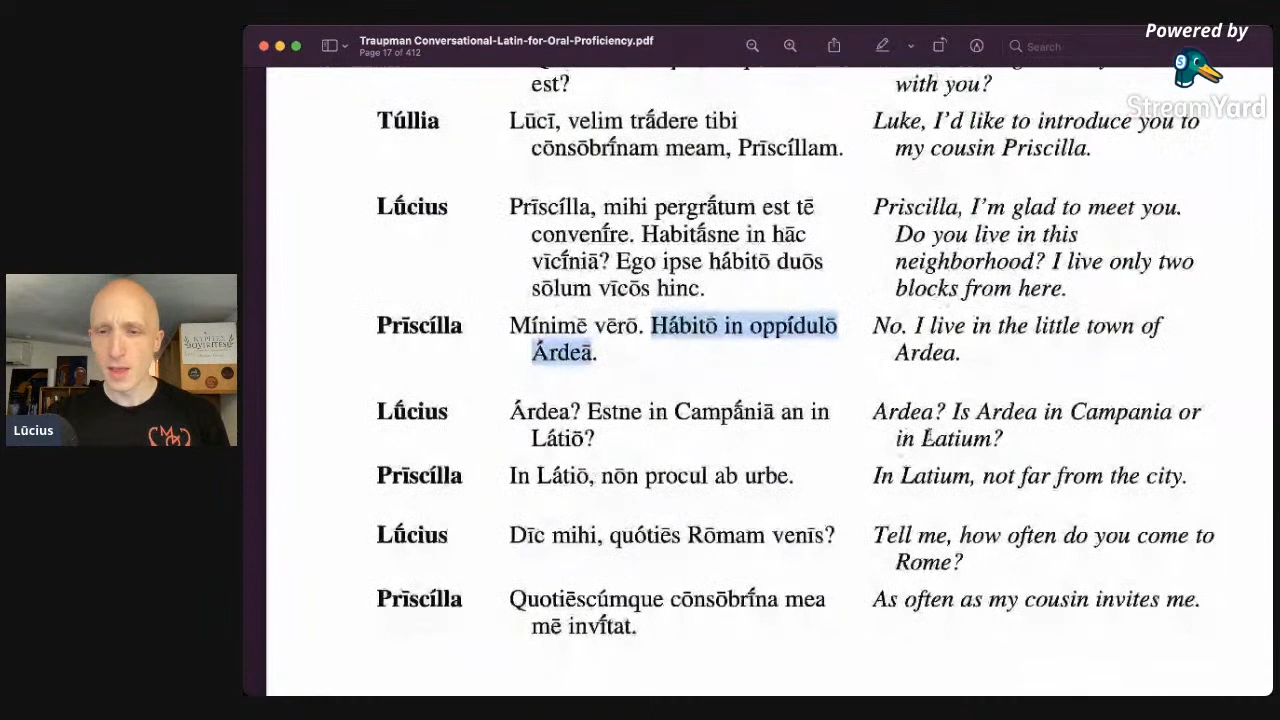 Powered by
StreamYard
Traupman Conversational-Latin-for-Oral-Proficiency.pdf
Page 17 of 412
Search
est?
with you?
Túllia
Lūcī, velim trā́dere tibi
Luke, I'd like to introduce you to
cōnsōbrī́nam meam, Prīscíllam.
my cousin Priscilla.
Lū́cius
Prīscílla, mihi pergrā́tum est tē
Priscilla, I'm glad to meet you.
convenī́re. Habitā́sne in hāc
Do you live in this
vīcī́niā? Ego ipse hábitō duōs
neighborhood? I live only two
sōlum vīcōs hinc.
blocks from here.
Prīscílla
Mínimē vērō. Hábitō in oppídulō
No. I live in the little town of
Árdeā.
Ardea.
Lū́cius
Árdea? Estne in Campā́niā an in
Ardea? Is Ardea in Campania or
Látiō?
in Latium?
Prīscílla
In Látiō, nōn procul ab urbe.
In Latium, not far from the city.
Lū́cius
Dīc mihi, quótiēs Rōmam venīs?
Tell me, how often do you come to
Rome?
Prīscílla
Quotiēscúmque cōnsōbrī́na mea
As often as my cousin invites me.
mē invī́tat.
Lūcius